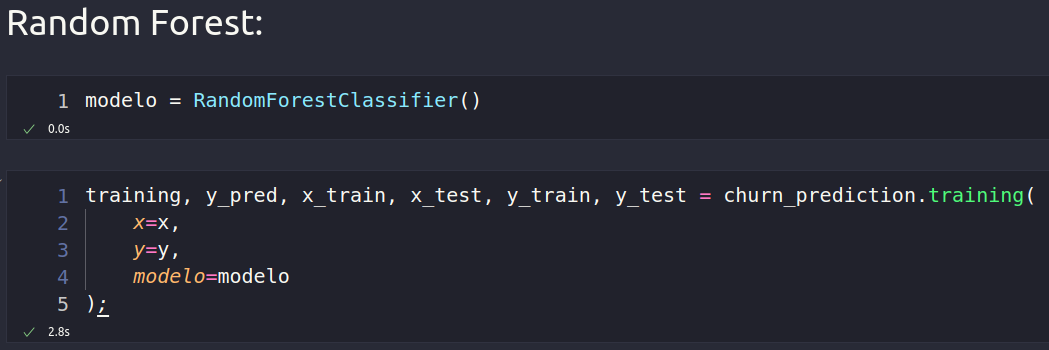 Random Forest:
1 modelo = RandomForestClassifier()
0.0s
1 training, y_pred, x_train, x_test, y_train, y_test = churn_prediction.training(
2 x=x,
3 y=y,
4 modelo=modelo
5 );
2.8s